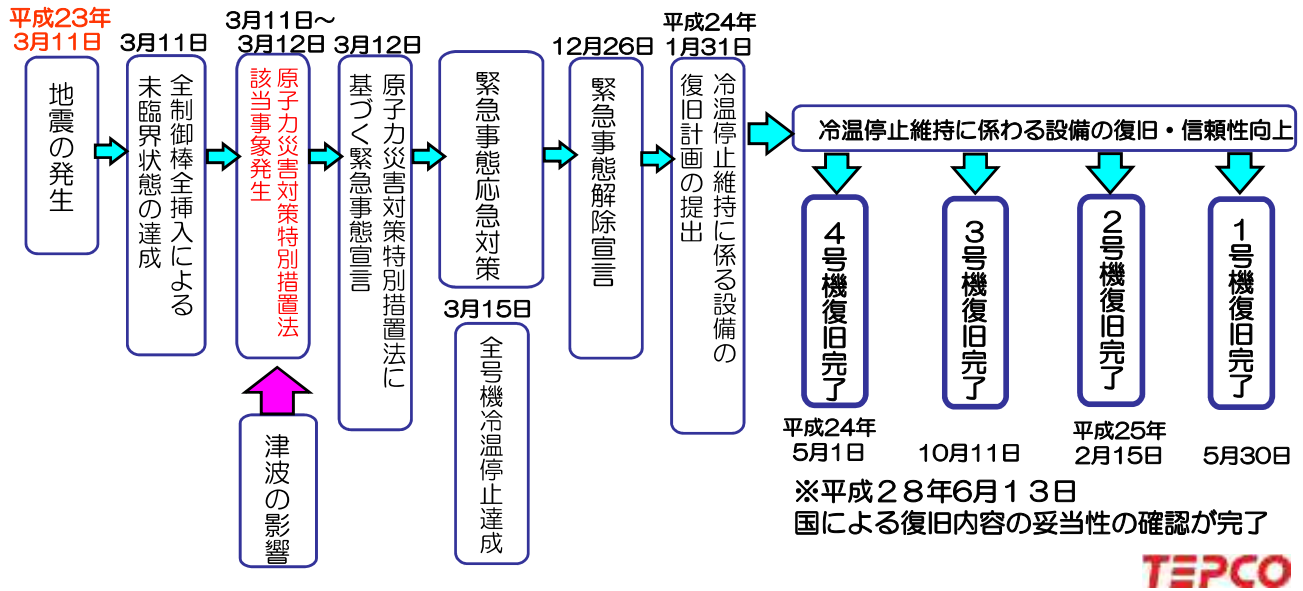 平成23年
3月11日
地震の発生
3月11日
全制御棒全挿入による
未臨界状態の達成
3月11日～
3月12日
原子力災害対策特別措置法
該当事象発生
津波の影響
3月12日
原子力災害対策特別措置法に
基づく緊急事態宣言
緊急事態応急対策
3月15日
全号機冷温停止達成
12月26日
緊急事態解除宣言
平成24年
1月31日
冷温停止維持に係る設備の
復旧計画の提出
冷温停止維持に係わる設備の復旧・信頼性向上
4号機復旧完了
平成24年
5月1日
3号機復旧完了
10月11日
2号機復旧完了
平成25年
2月15日
1号機復旧完了
5月30日
※平成２８年6月１３日
国による復旧内容の妥当性の確認が完了
TEPCO